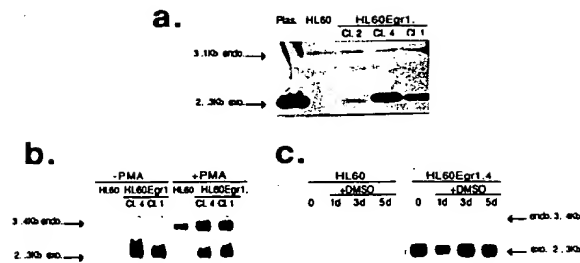 a.
Plas. HL60 HL60Egr1.
CL 2 CL 4 CL 1
3.1Kb endo.
2.3Kb exo.
b.
-PMA +PMA
HL60 HL60Egr1 HL60 HL60Egr1.
CL 4 CL 1 CL 4 CL 1
3.4Kb endo.
2.3Kb exo.
c.
HL60 HL60Egr1.4
+DMSO +DMSO
0 1d 3d 5d 0 1d 3d 5d
endo. 3.4Kb
exo. 2.3Kb